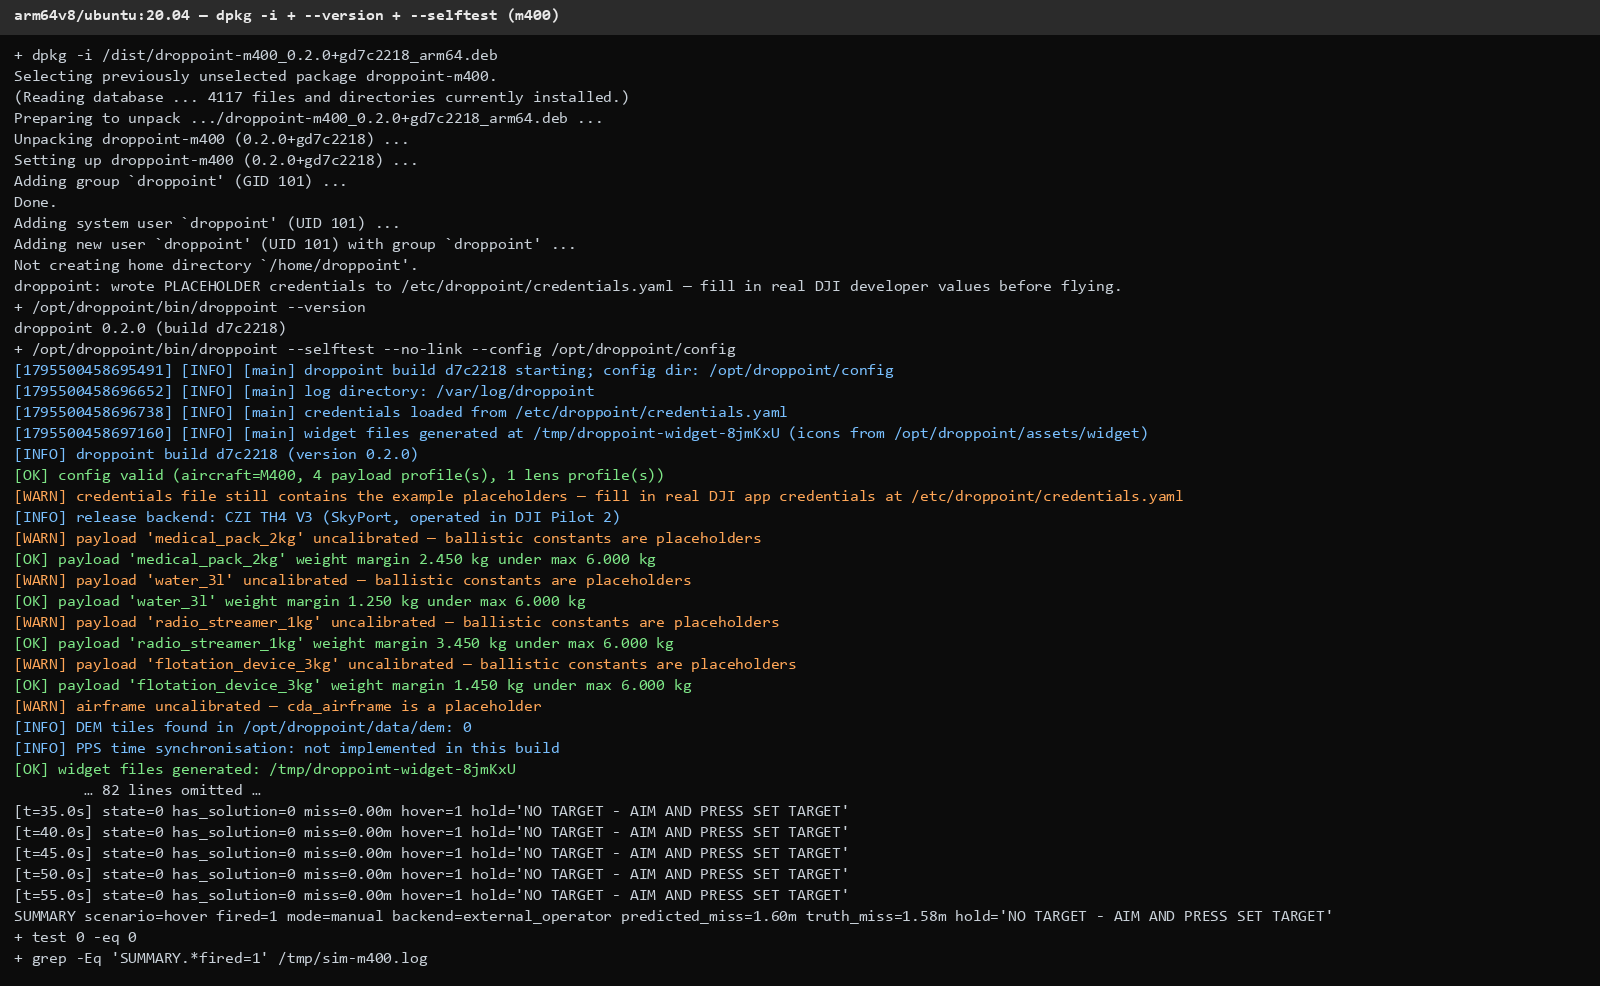 arm64v8/ubuntu:20.04 — dpkg -i + --version + --selftest (m400)
+ dpkg -i /dist/droppoint-m400_0.2.0+gd7c2218_arm64.deb
Selecting previously unselected package droppoint-m400.
(Reading database ... 4117 files and directories currently installed.)
Preparing to unpack .../droppoint-m400_0.2.0+gd7c2218_arm64.deb ...
Unpacking droppoint-m400 (0.2.0+gd7c2218) ...
Setting up droppoint-m400 (0.2.0+gd7c2218) ...
Adding group `droppoint' (GID 101) ...
Done.
Adding system user `droppoint' (UID 101) ...
Adding new user `droppoint' (UID 101) with group `droppoint' ...
Not creating home directory `/home/droppoint'.
droppoint: wrote PLACEHOLDER credentials to /etc/droppoint/credentials.yaml — fill in real DJI developer values before flying.
+ /opt/droppoint/bin/droppoint --version
droppoint 0.2.0 (build d7c2218)
+ /opt/droppoint/bin/droppoint --selftest --no-link --config /opt/droppoint/config
[1795500458695491] [INFO] [main] droppoint build d7c2218 starting; config dir: /opt/droppoint/config
[1795500458696652] [INFO] [main] log directory: /var/log/droppoint
[1795500458696738] [INFO] [main] credentials loaded from /etc/droppoint/credentials.yaml
[1795500458697160] [INFO] [main] widget files generated at /tmp/droppoint-widget-8jmKxU (icons from /opt/droppoint/assets/widget)
[INFO] droppoint build d7c2218 (version 0.2.0)
[OK] config valid (aircraft=M400, 4 payload profile(s), 1 lens profile(s))
[WARN] credentials file still contains the example placeholders — fill in real DJI app credentials at /etc/droppoint/credentials.yaml
[INFO] release backend: CZI TH4 V3 (SkyPort, operated in DJI Pilot 2)
[WARN] payload 'medical_pack_2kg' uncalibrated — ballistic constants are placeholders
[OK] payload 'medical_pack_2kg' weight margin 2.450 kg under max 6.000 kg
[WARN] payload 'water_3l' uncalibrated — ballistic constants are placeholders
[OK] payload 'water_3l' weight margin 1.250 kg under max 6.000 kg
[WARN] payload 'radio_streamer_1kg' uncalibrated — ballistic constants are placeholders
[OK] payload 'radio_streamer_1kg' weight margin 3.450 kg under max 6.000 kg
[WARN] payload 'flotation_device_3kg' uncalibrated — ballistic constants are placeholders
[OK] payload 'flotation_device_3kg' weight margin 1.450 kg under max 6.000 kg
[WARN] airframe uncalibrated — cda_airframe is a placeholder
[INFO] DEM tiles found in /opt/droppoint/data/dem: 0
[INFO] PPS time synchronisation: not implemented in this build
[OK] widget files generated: /tmp/droppoint-widget-8jmKxU
… 82 lines omitted …
[t=35.0s] state=0 has_solution=0 miss=0.00m hover=1 hold='NO TARGET - AIM AND PRESS SET TARGET'
[t=40.0s] state=0 has_solution=0 miss=0.00m hover=1 hold='NO TARGET - AIM AND PRESS SET TARGET'
[t=45.0s] state=0 has_solution=0 miss=0.00m hover=1 hold='NO TARGET - AIM AND PRESS SET TARGET'
[t=50.0s] state=0 has_solution=0 miss=0.00m hover=1 hold='NO TARGET - AIM AND PRESS SET TARGET'
[t=55.0s] state=0 has_solution=0 miss=0.00m hover=1 hold='NO TARGET - AIM AND PRESS SET TARGET'
SUMMARY scenario=hover fired=1 mode=manual backend=external_operator predicted_miss=1.60m truth_miss=1.58m hold='NO TARGET - AIM AND PRESS SET TARGET'
+ test 0 -eq 0
+ grep -Eq 'SUMMARY.*fired=1' /tmp/sim-m400.log